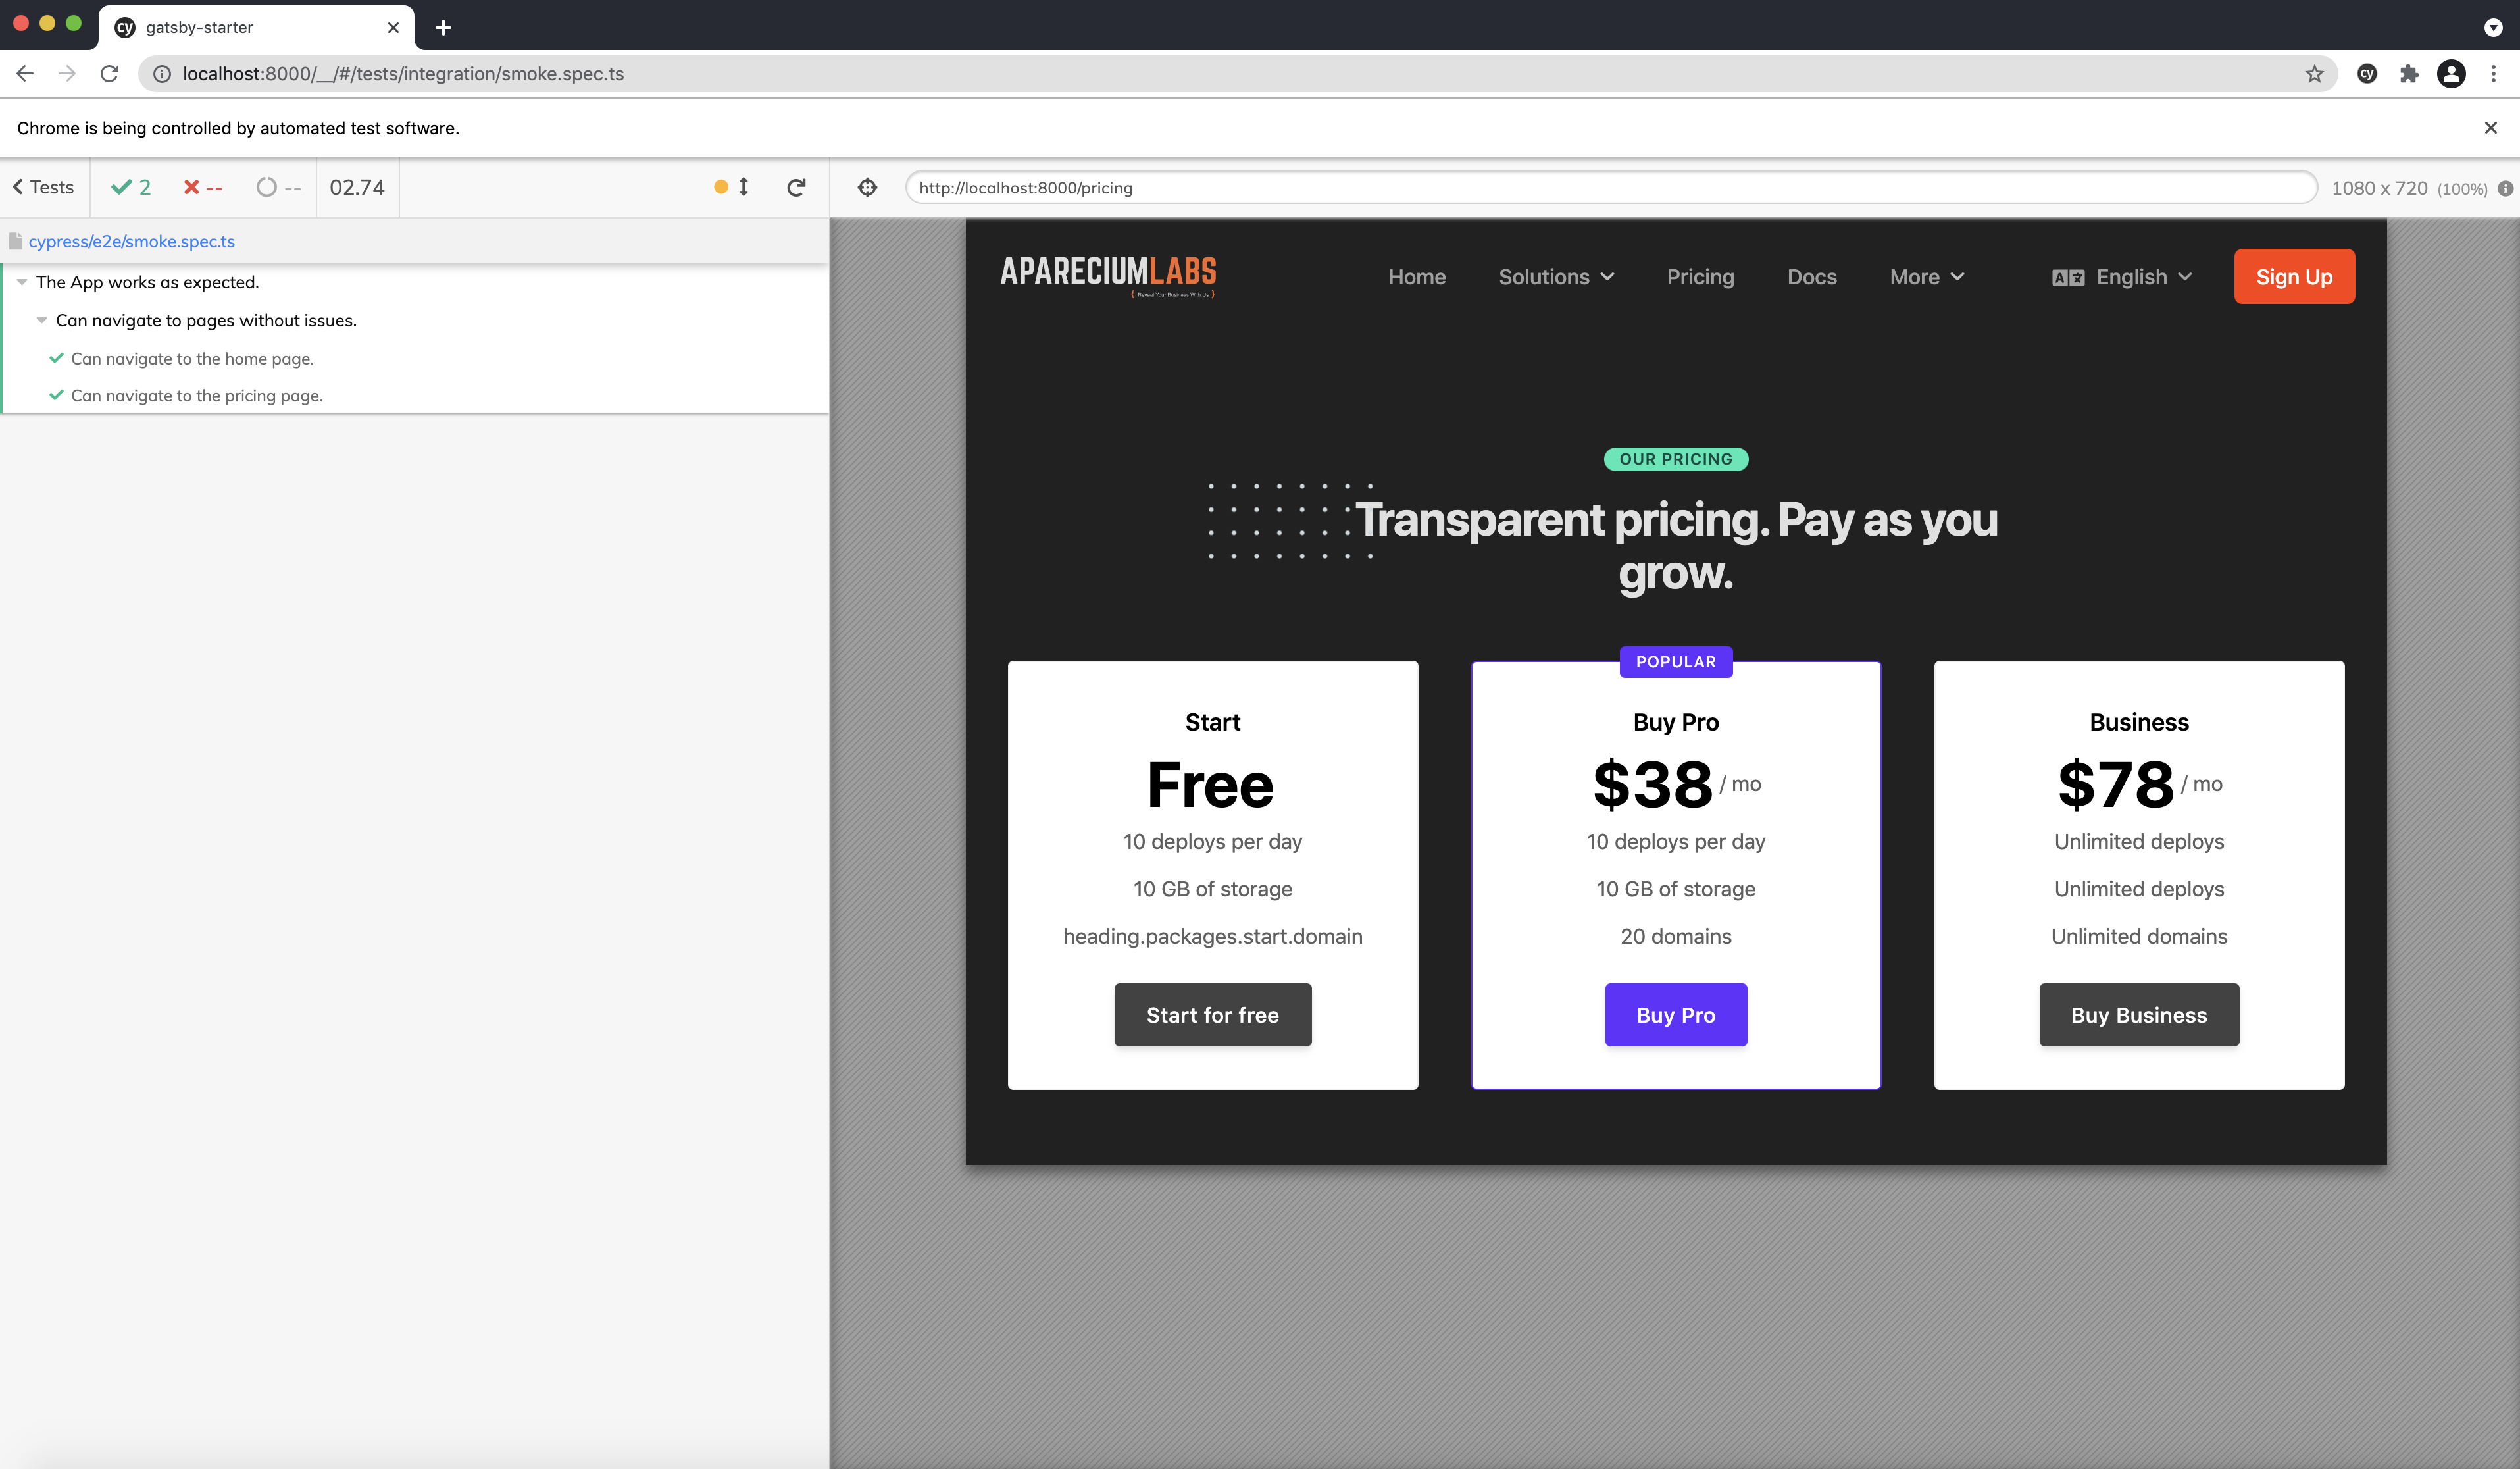 gatsby-starter
localhost:8000/__/#/tests/integration/smoke.spec.ts
Chrome is being controlled by automated test software.
Tests 2 -- -- 02.74
http://localhost:8000/pricing 1080 x 720 (100%)
cypress/e2e/smoke.spec.ts
The App works as expected.
Can navigate to pages without issues.
Can navigate to the home page.
Can navigate to the pricing page.
APARECIUMLABS
{ Reveal Your Business With Us }
Home Solutions Pricing Docs More English Sign Up
OUR PRICING
Transparent pricing. Pay as you
grow.
Start
Free
10 deploys per day
10 GB of storage
heading.packages.start.domain
Start for free
POPULAR
Buy Pro
$38 / mo
10 deploys per day
10 GB of storage
20 domains
Buy Pro
Business
$78 / mo
Unlimited deploys
Unlimited deploys
Unlimited domains
Buy Business